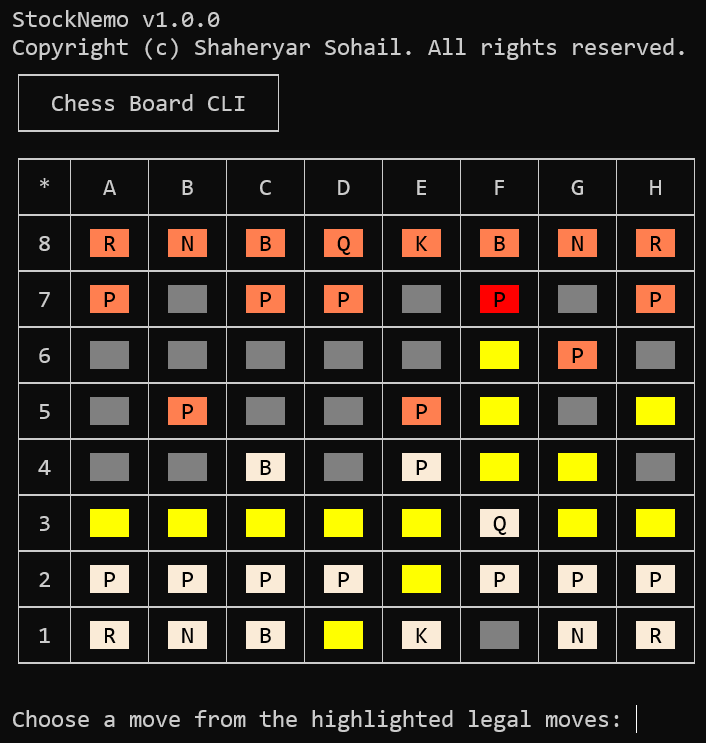 StockNemo v1.0.0
Copyright (c) Shaheryar Sohail. All rights reserved.
Chess Board CLI
* A B C D E F G H
8 R N B Q K B N R
7 P P P P P
6 P
5 P P
4 B P
3 Q
2 P P P P P P P
1 R N B K N R
Choose a move from the highlighted legal moves: